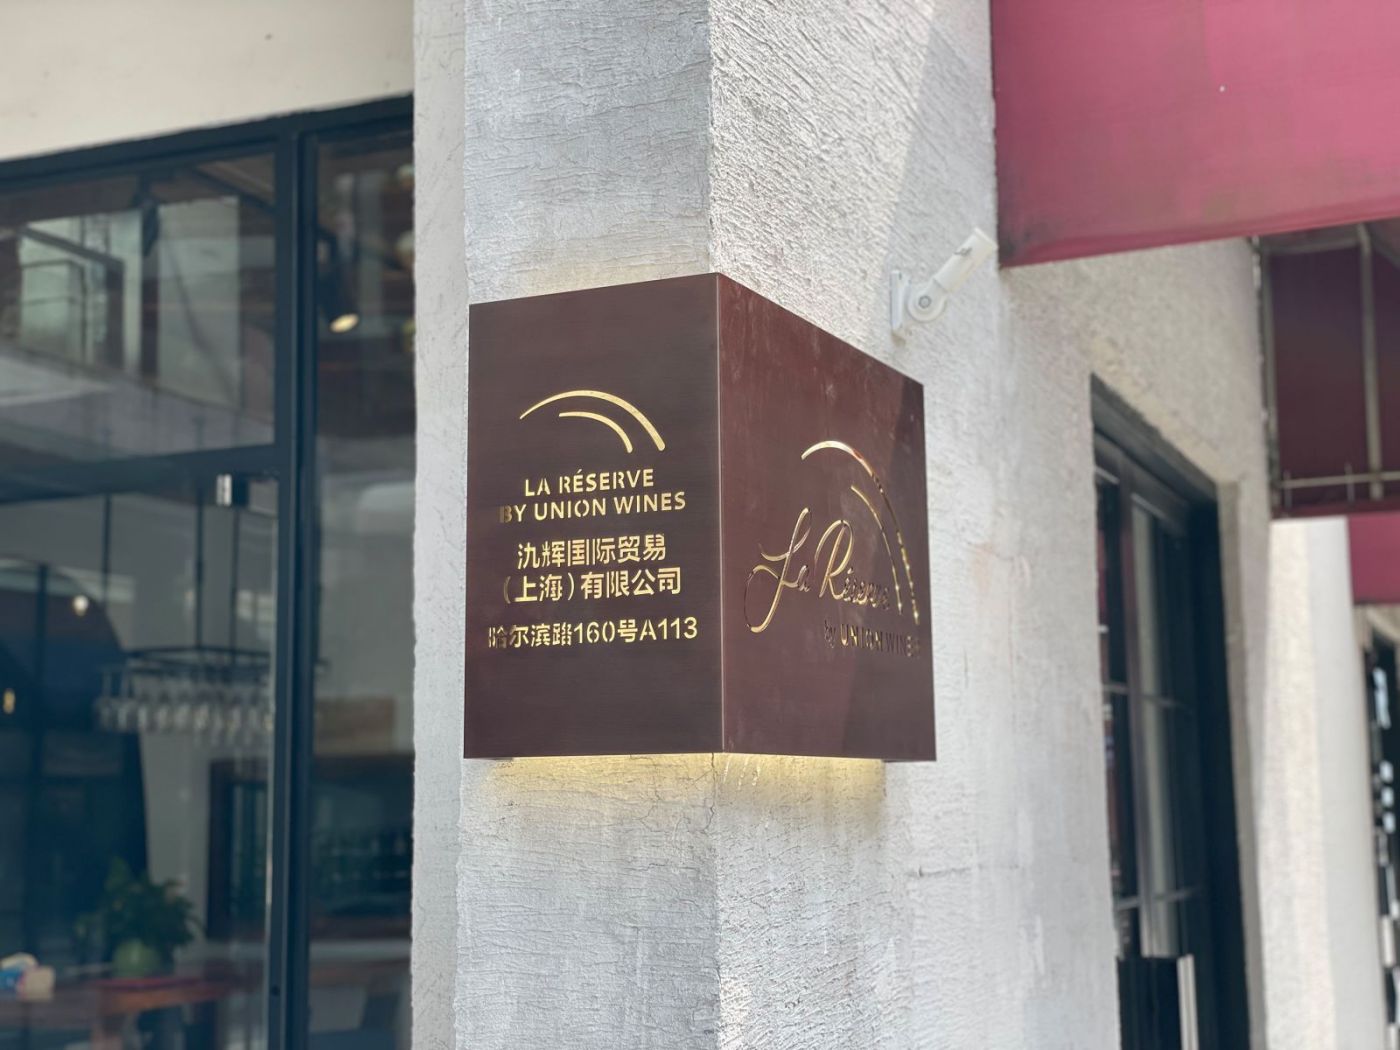 LA RÉSERVE
BY UNION WINES
氿辉国际贸易
（上海）有限公司
哈尔滨路160号A113
La Réserve
by UNION WINES